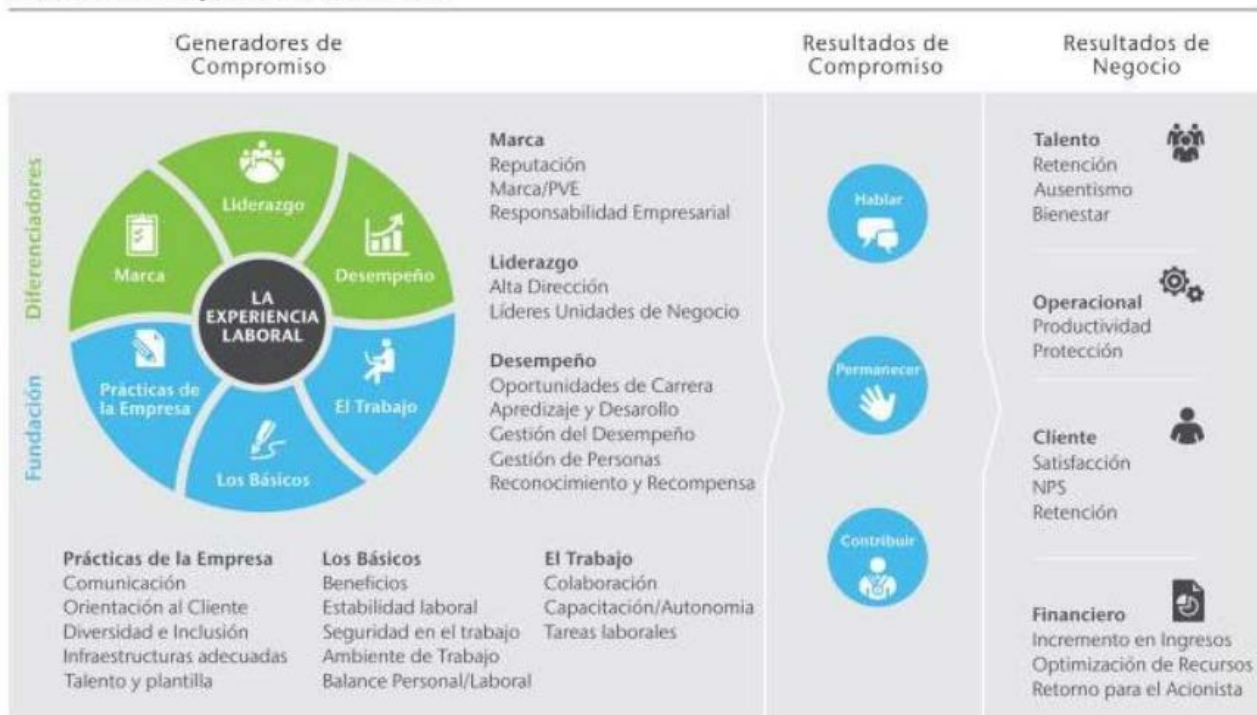 Generadores de
Compromiso
Resultados de
Compromiso
Resultados de
Negocio
Diferenciadores
Fundación
Liderazgo
Marca
Desempeño
LA
EXPERIENCIA
LABORAL
Prácticas de
la Empresa
El Trabajo
Los Básicos
Marca
Reputación
Marca/PVE
Responsabilidad Empresarial
Liderazgo
Alta Dirección
Líderes Unidades de Negocio
Desempeño
Oportunidades de Carrera
Apredizaje y Desarollo
Gestión del Desempeño
Gestión de Personas
Reconocimiento y Recompensa
Prácticas de la Empresa
Comunicación
Orientación al Cliente
Diversidad e Inclusión
Infraestructuras adecuadas
Talento y plantilla
Los Básicos
Beneficios
Estabilidad laboral
Seguridad en el trabajo
Ambiente de Trabajo
Balance Personal/Laboral
El Trabajo
Colaboración
Capacitación/Autonomia
Tareas laborales
Hablar
Permanecer
Contribuir
Talento
Retención
Ausentismo
Bienestar
Operacional
Productividad
Protección
Cliente
Satisfacción
NPS
Retención
Financiero
Incremento en Ingresos
Optimización de Recursos
Retorno para el Acionista